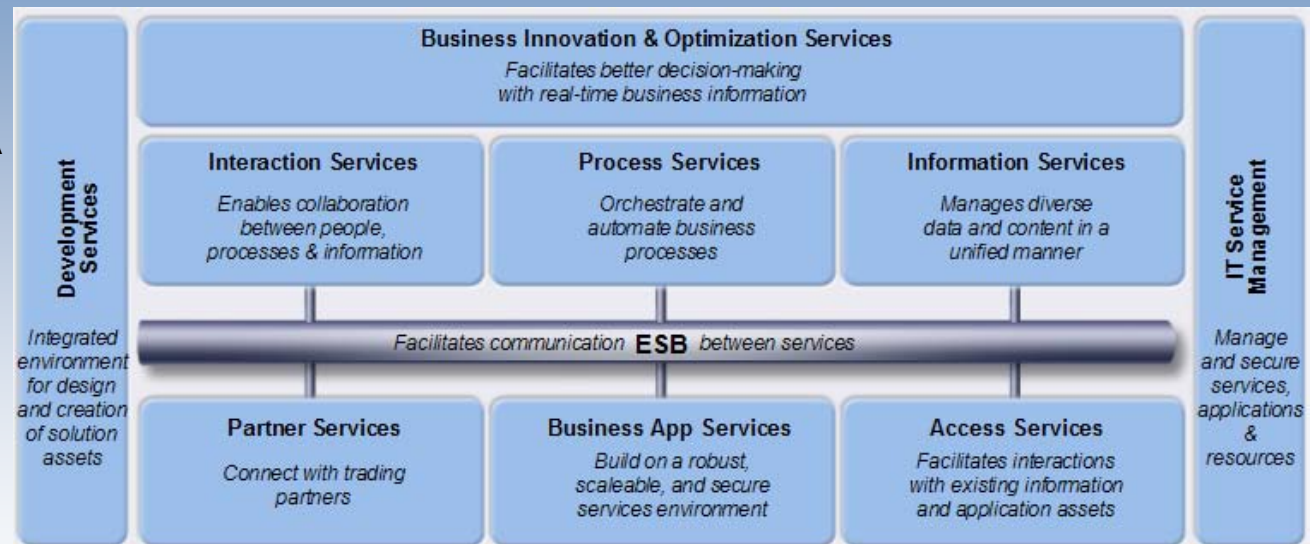 Business Innovation & Optimization Services
Facilitates better decision-making
with real-time business information
Development
Services
Integrated
environment
for design
and creation
of solution
assets
Interaction Services
Enables collaboration
between people,
processes & information
Process Services
Orchestrate and
automate business
processes
Information Services
Manages diverse
data and content in a
unified manner
IT Service
Management
Manage
and secure
services,
applications
&
resources
Facilitates communication ESB between services
Partner Services
Connect with trading
partners
Business App Services
Build on a robust,
scaleable, and secure
services environment
Access Services
Facilitates interactions
with existing information
and application assets